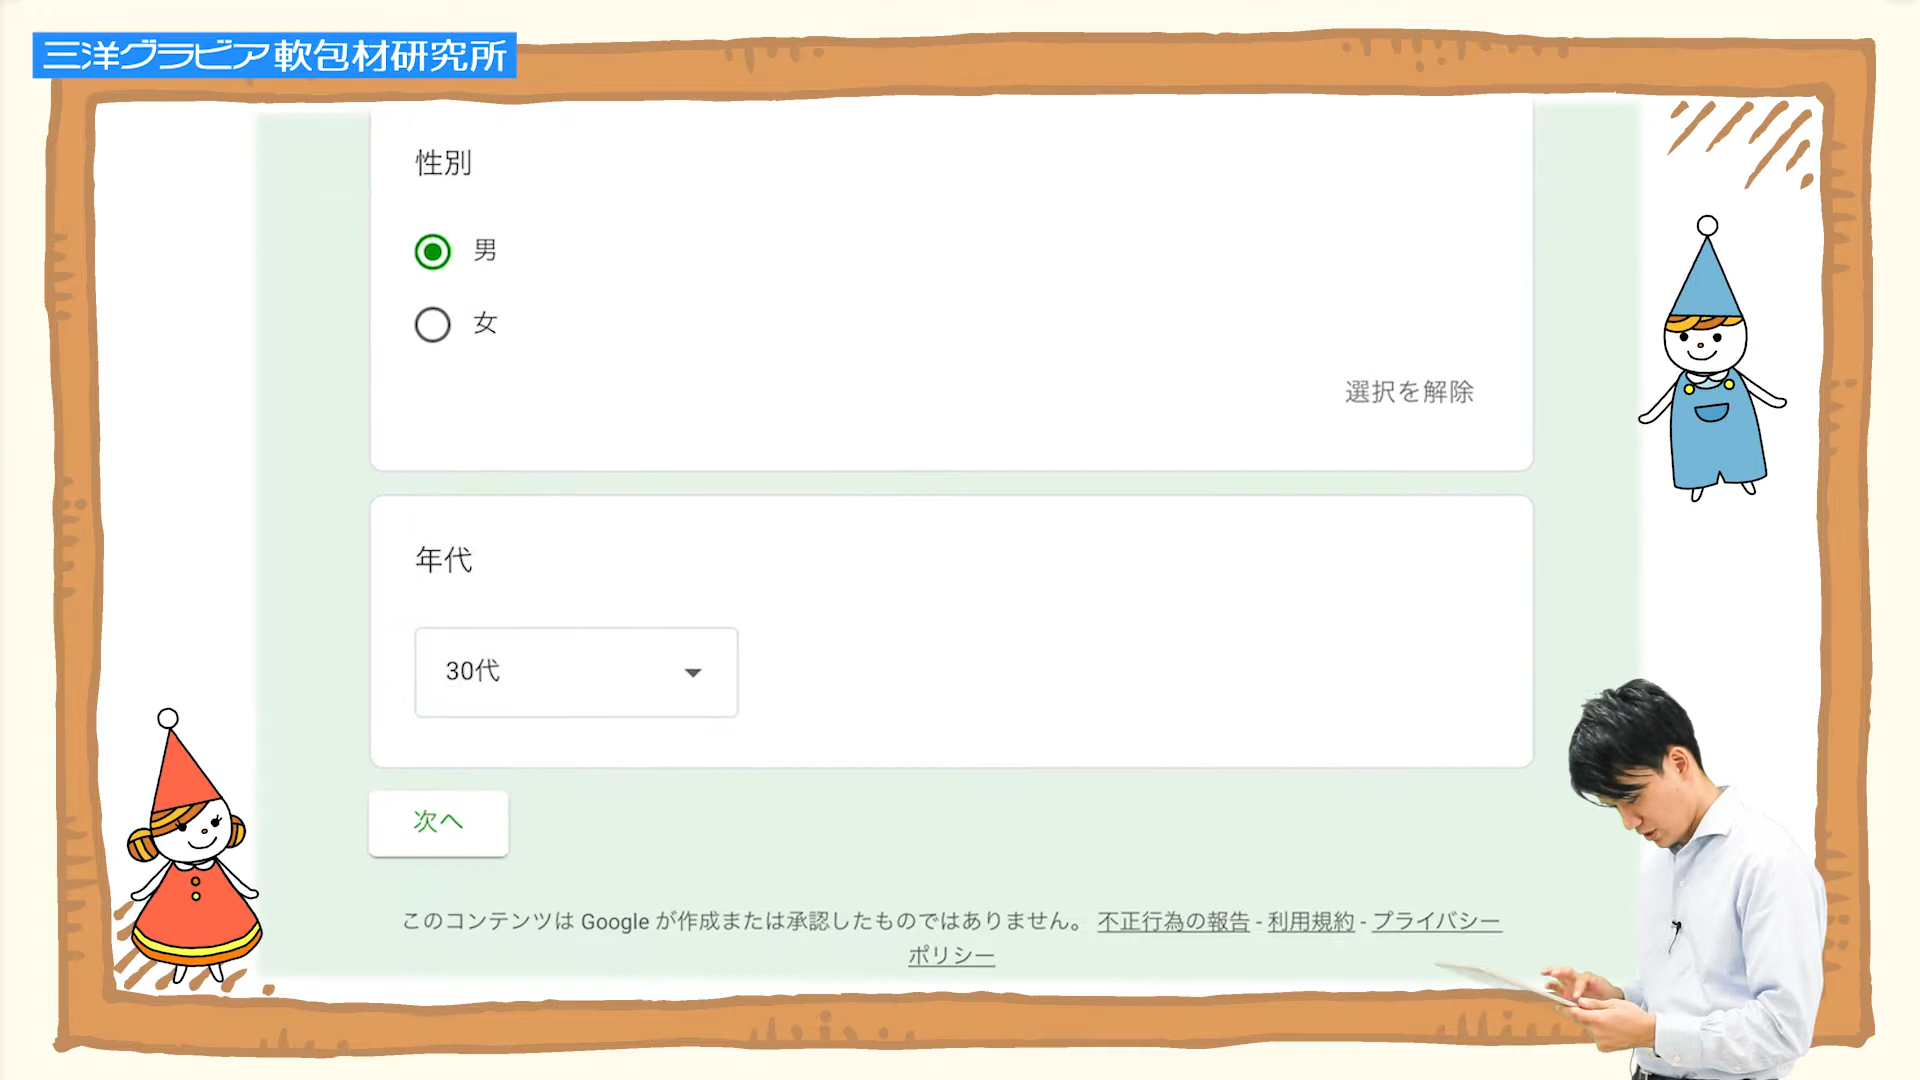 三洋グラビア軟包材研究所
性別
男
女
選択を解除
年代
30代
次へ
このコンテンツは Google が作成または承認したものではありません。 不正行為の報告 - 利用規約 - プライバシー
ポリシー